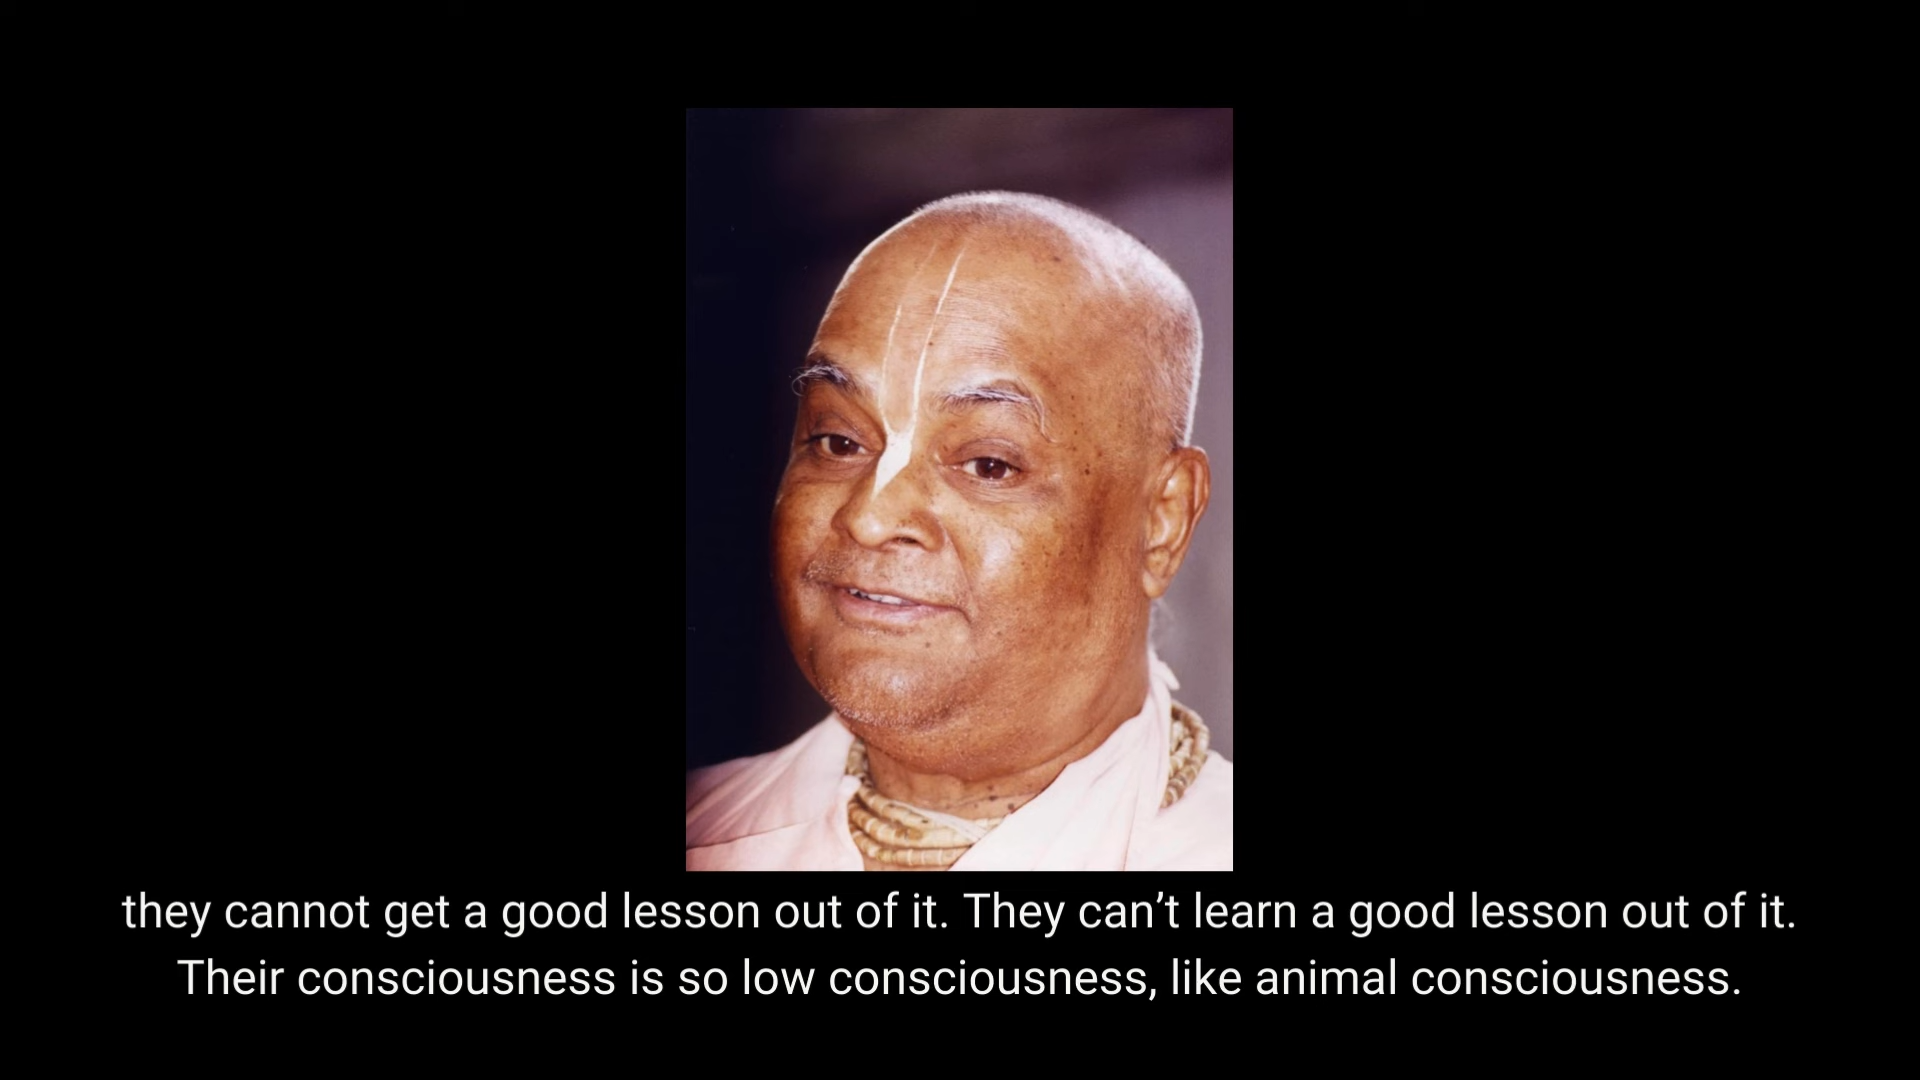 they cannot get a good lesson out of it. They can’t learn a good lesson out of it.
Their consciousness is so low consciousness, like animal consciousness.